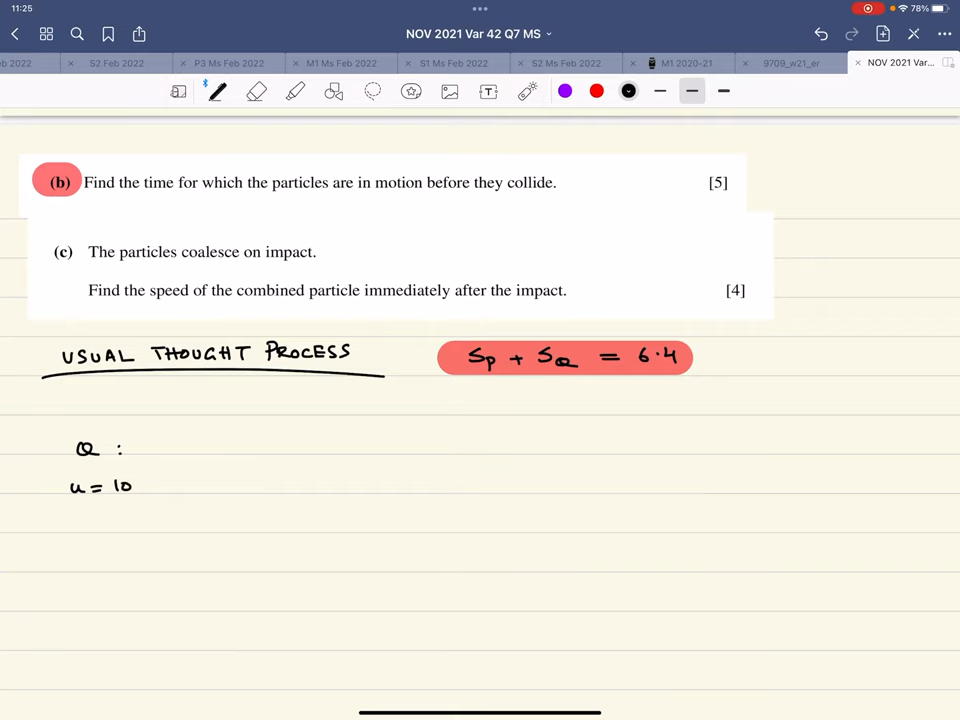 11:25
78%
NOV 2021 Var 42 Q7 MS
eb 2022
S2 Feb 2022
P3 Ms Feb 2022
M1 Ms Feb 2022
S1 Ms Feb 2022
S2 Ms Feb 2022
M1 2020-21
9709_w21_er
NOV 2021 Var...
(b) Find the time for which the particles are in motion before they collide. [5]
(c) The particles coalesce on impact.
Find the speed of the combined particle immediately after the impact. [4]
USUAL THOUGHT PROCESS
Sp + SQ = 6.4
Q :
u = 10